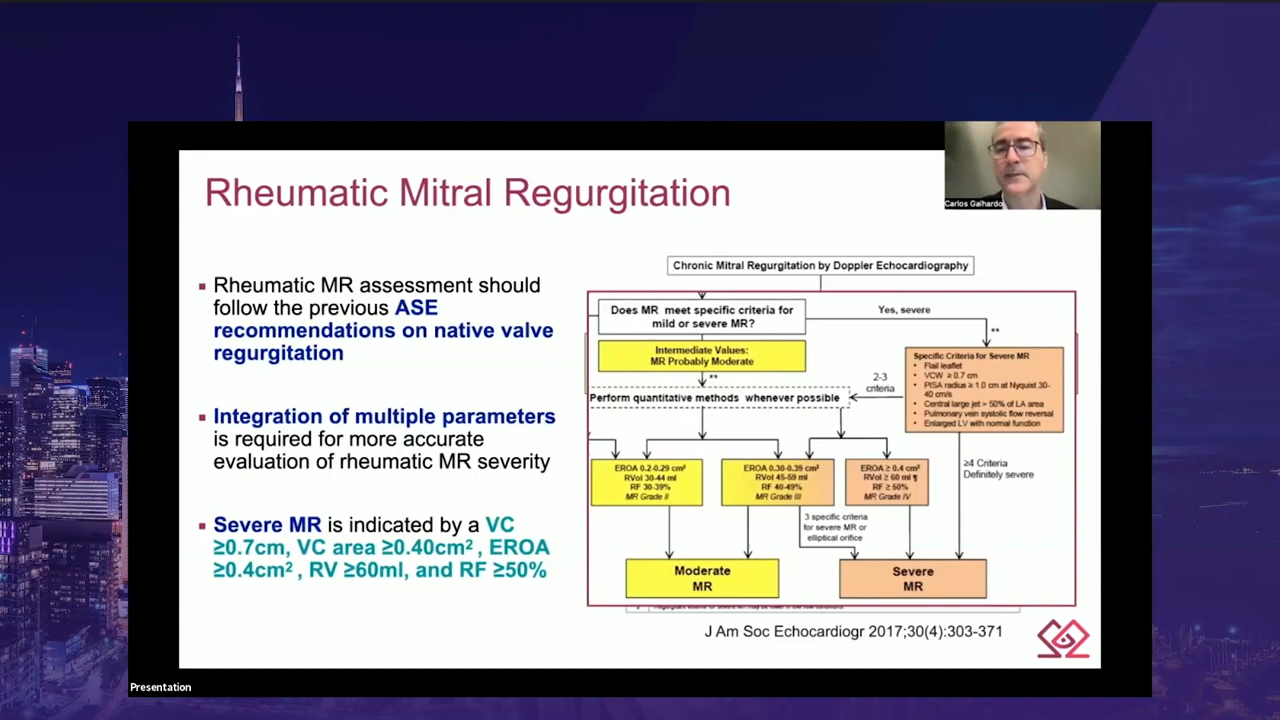 Carlos Galhardo
Rheumatic Mitral Regurgitation
Rheumatic MR assessment should
follow the previous ASE
recommendations on native valve
regurgitation
Integration of multiple parameters
is required for more accurate
evaluation of rheumatic MR severity
Severe MR is indicated by a VC
≥0.7cm, VC area ≥0.40cm², EROA
≥0.4cm², RV ≥60ml, and RF ≥50%
Chronic Mitral Regurgitation by Doppler Echocardiography
Does MR meet specific criteria for
mild or severe MR?
Yes, severe
**
Intermediate Values:
MR Probably Moderate
**
Specific Criteria for Severe MR
• Flail leaflet
• VCW ≥ 0.7 cm
• PISA radius ≥ 1.0 cm at Nyquist 30-
40 cm/s
• Central large jet > 50% of LA area
• Pulmonary vein systolic flow reversal
• Enlarged LV with normal function
2-3
criteria
Perform quantitative methods whenever possible
EROA 0.2-0.29 cm²
RVol 30-44 ml
RF 30-39%
MR Grade II
EROA 0.30-0.39 cm²
RVol 45-59 ml
RF 40-49%
MR Grade III
EROA ≥ 0.4 cm²
RVol ≥ 60 ml ¶
RF ≥ 50%
MR Grade IV
≥4 Criteria
Definitely severe
3 specific criteria
for severe MR or
elliptical orifice
Moderate
MR
Severe
MR
J Am Soc Echocardiogr 2017;30(4):303-371
Presentation